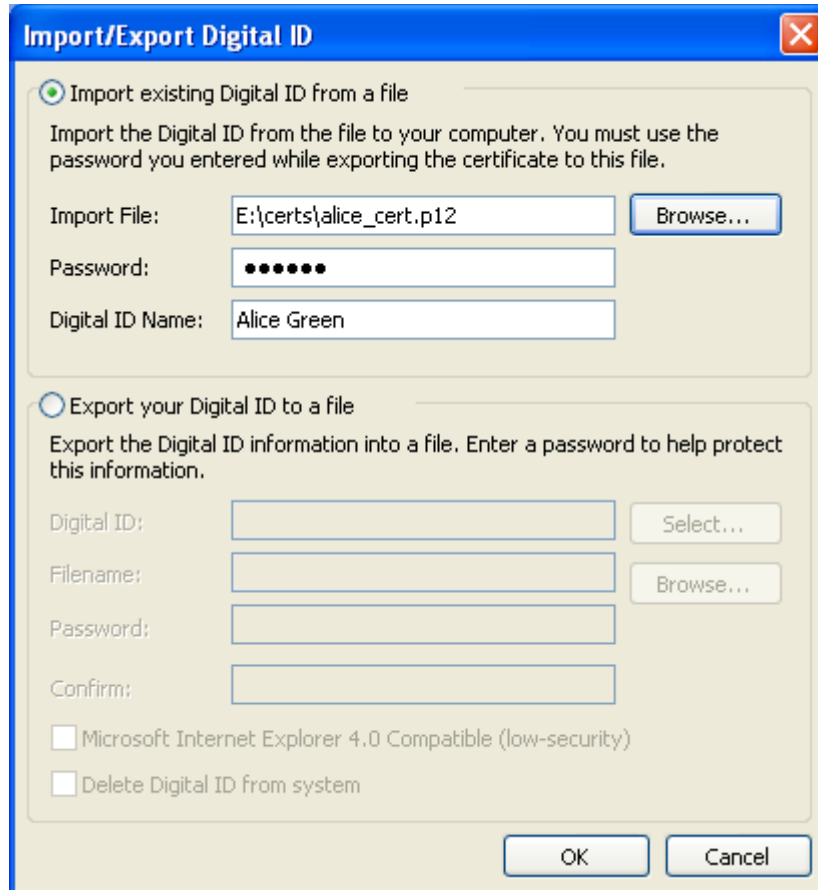 Import/Export Digital ID
Import existing Digital ID from a file
Import the Digital ID from the file to your computer. You must use the
password you entered while exporting the certificate to this file.
Import File: E:\certs\alice_cert.p12 Browse...
Password: ●●●●●●
Digital ID Name: Alice Green
Export your Digital ID to a file
Export the Digital ID information into a file. Enter a password to help protect
this information.
Digital ID: Select...
Filename: Browse...
Password:
Confirm:
Microsoft Internet Explorer 4.0 Compatible (low-security)
Delete Digital ID from system
OK Cancel